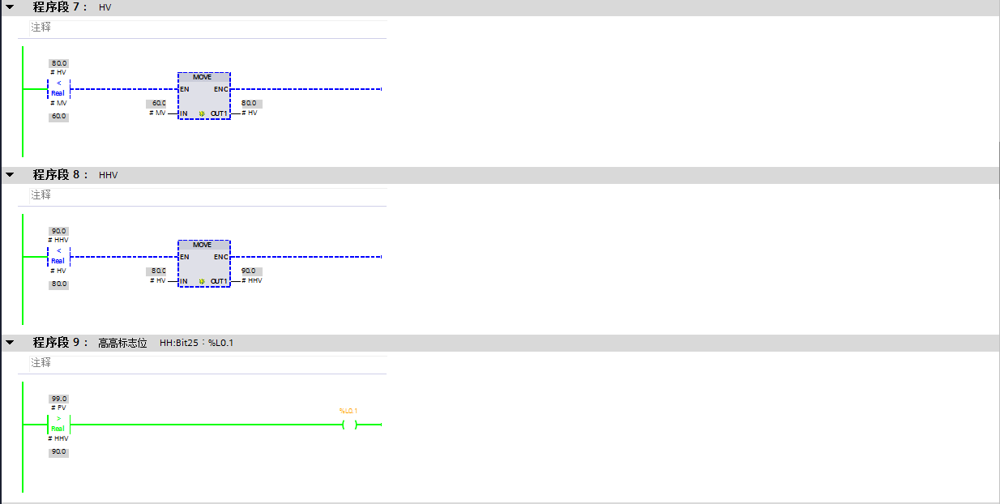 程序段 7： HV
注释
80.0
# HV
<
Real
# MV
60.0
MOVE
EN ENO
60.0 80.0
# MV IN OUT1 # HV
程序段 8： HHV
注释
90.0
# HHV
<
Real
# HV
80.0
MOVE
EN ENO
80.0 90.0
# HV IN OUT1 # HHV
程序段 9： 高高标志位 HH:Bit25：%L0.1
注释
99.0
# PV
%L0.1
>
Real
# HHV
90.0